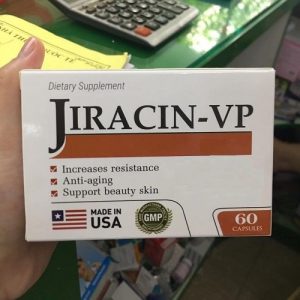 Dietary Supplement
JIRACIN-VP
Increases resistance
Anti-aging
Support beauty skin
MADE IN
USA
GMP
60
CAPSULES